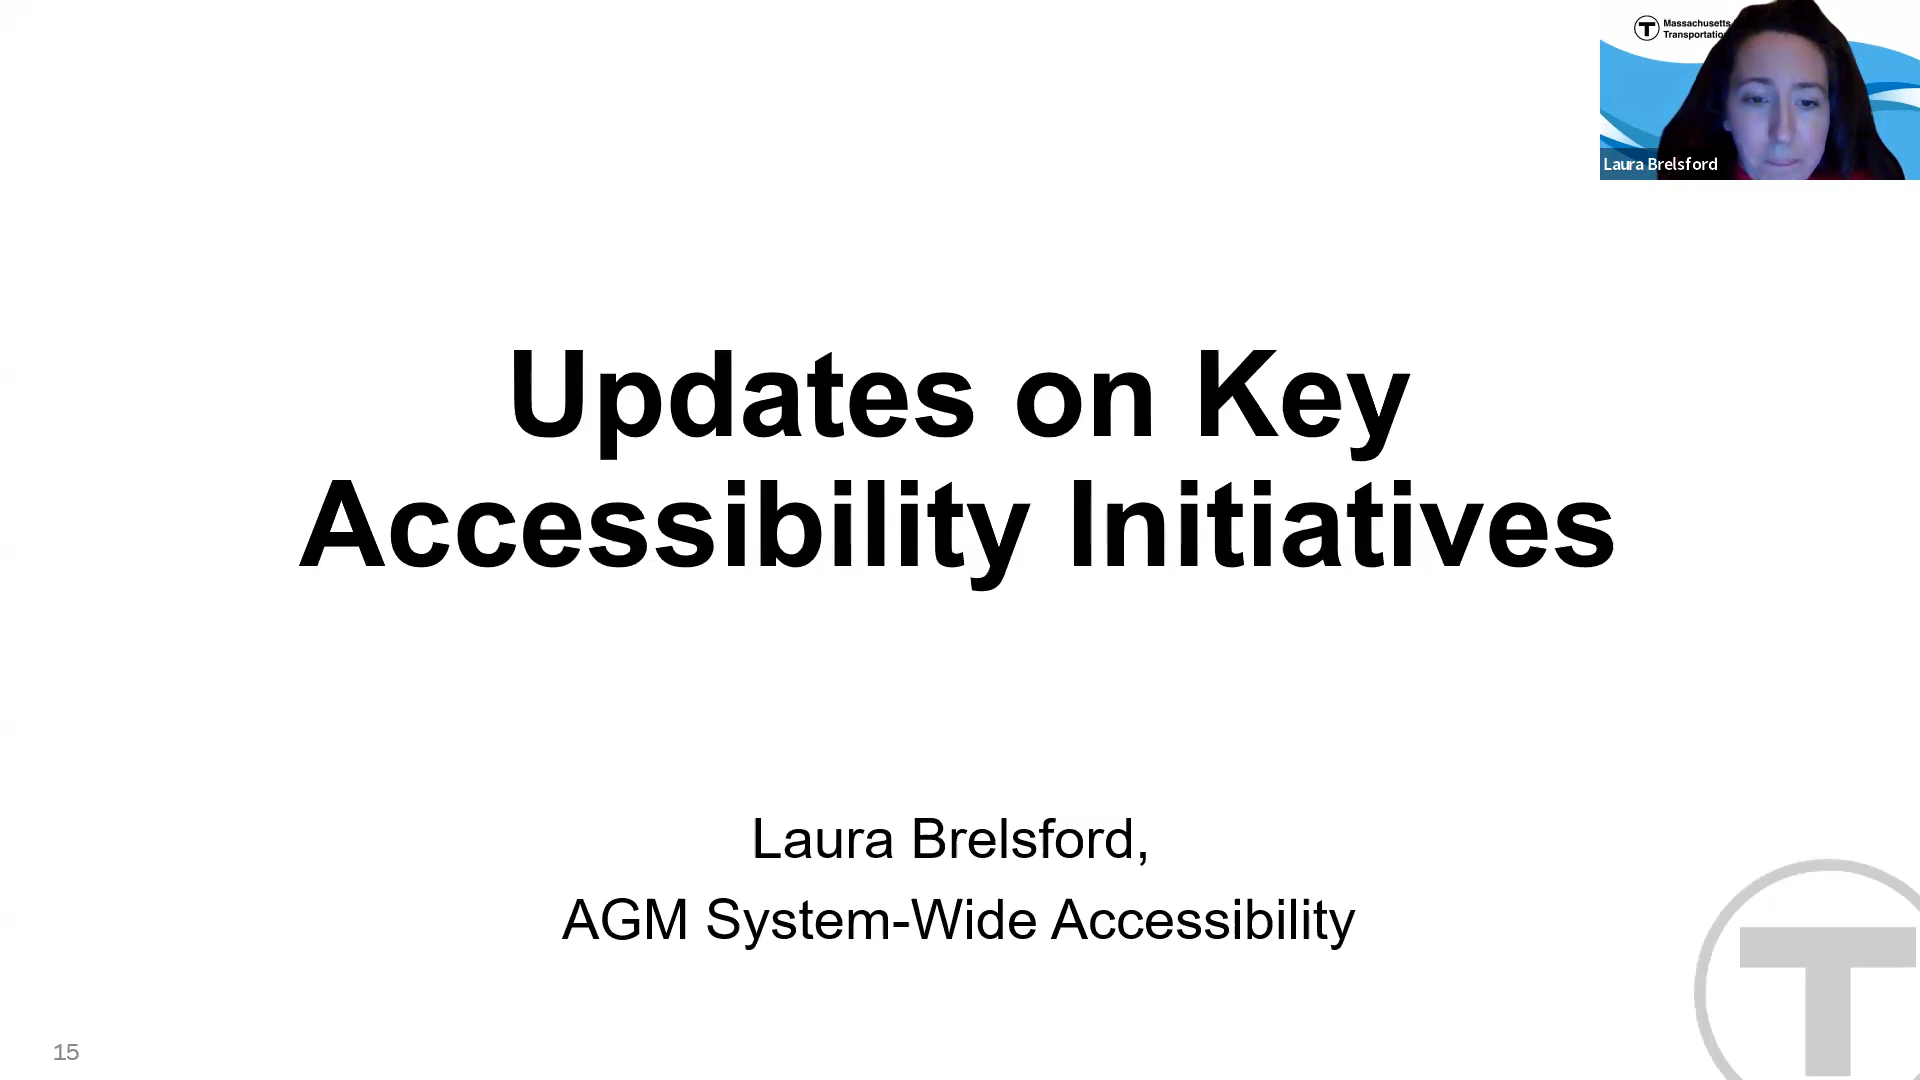 T Massachusetts
Transportatio
Laura Brelsford
Updates on Key
Accessibility Initiatives
Laura Brelsford,
AGM System-Wide Accessibility
T
15